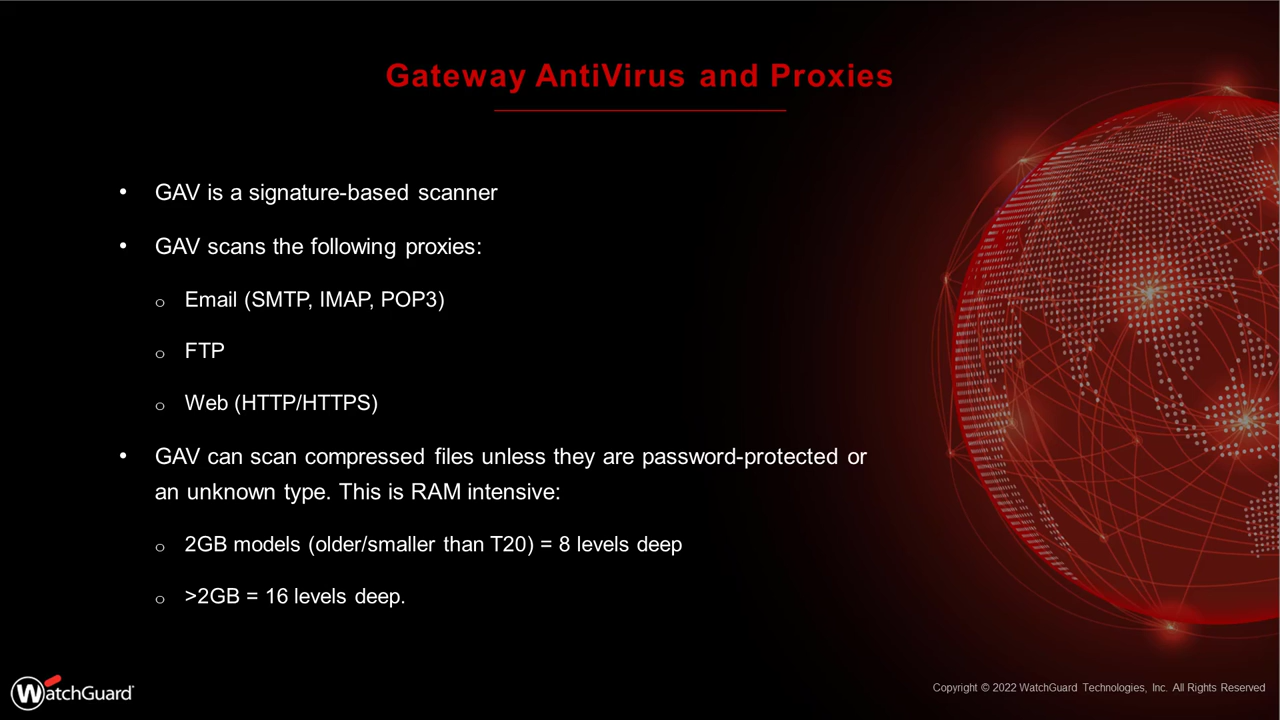 Gateway AntiVirus and Proxies
• GAV is a signature-based scanner
• GAV scans the following proxies:
o Email (SMTP, IMAP, POP3)
o FTP
o Web (HTTP/HTTPS)
• GAV can scan compressed files unless they are password-protected or
an unknown type. This is RAM intensive:
o 2GB models (older/smaller than T20) = 8 levels deep
o >2GB = 16 levels deep.
WatchGuard
Copyright © 2022 WatchGuard Technologies, Inc. All Rights Reserved